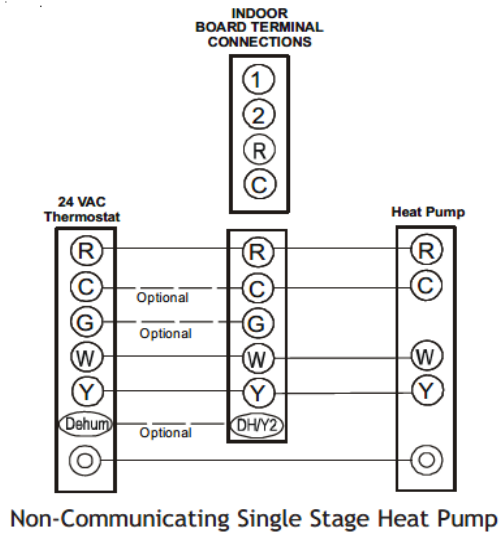 INDOOR
BOARD TERMINAL
CONNECTIONS
1
2
R
C
24 VAC
Thermostat
Heat Pump
R R R
C Optional C C
G Optional G
W W W
Y Y Y
Dehum Optional DH/Y2
O O
Non-Communicating Single Stage Heat Pump